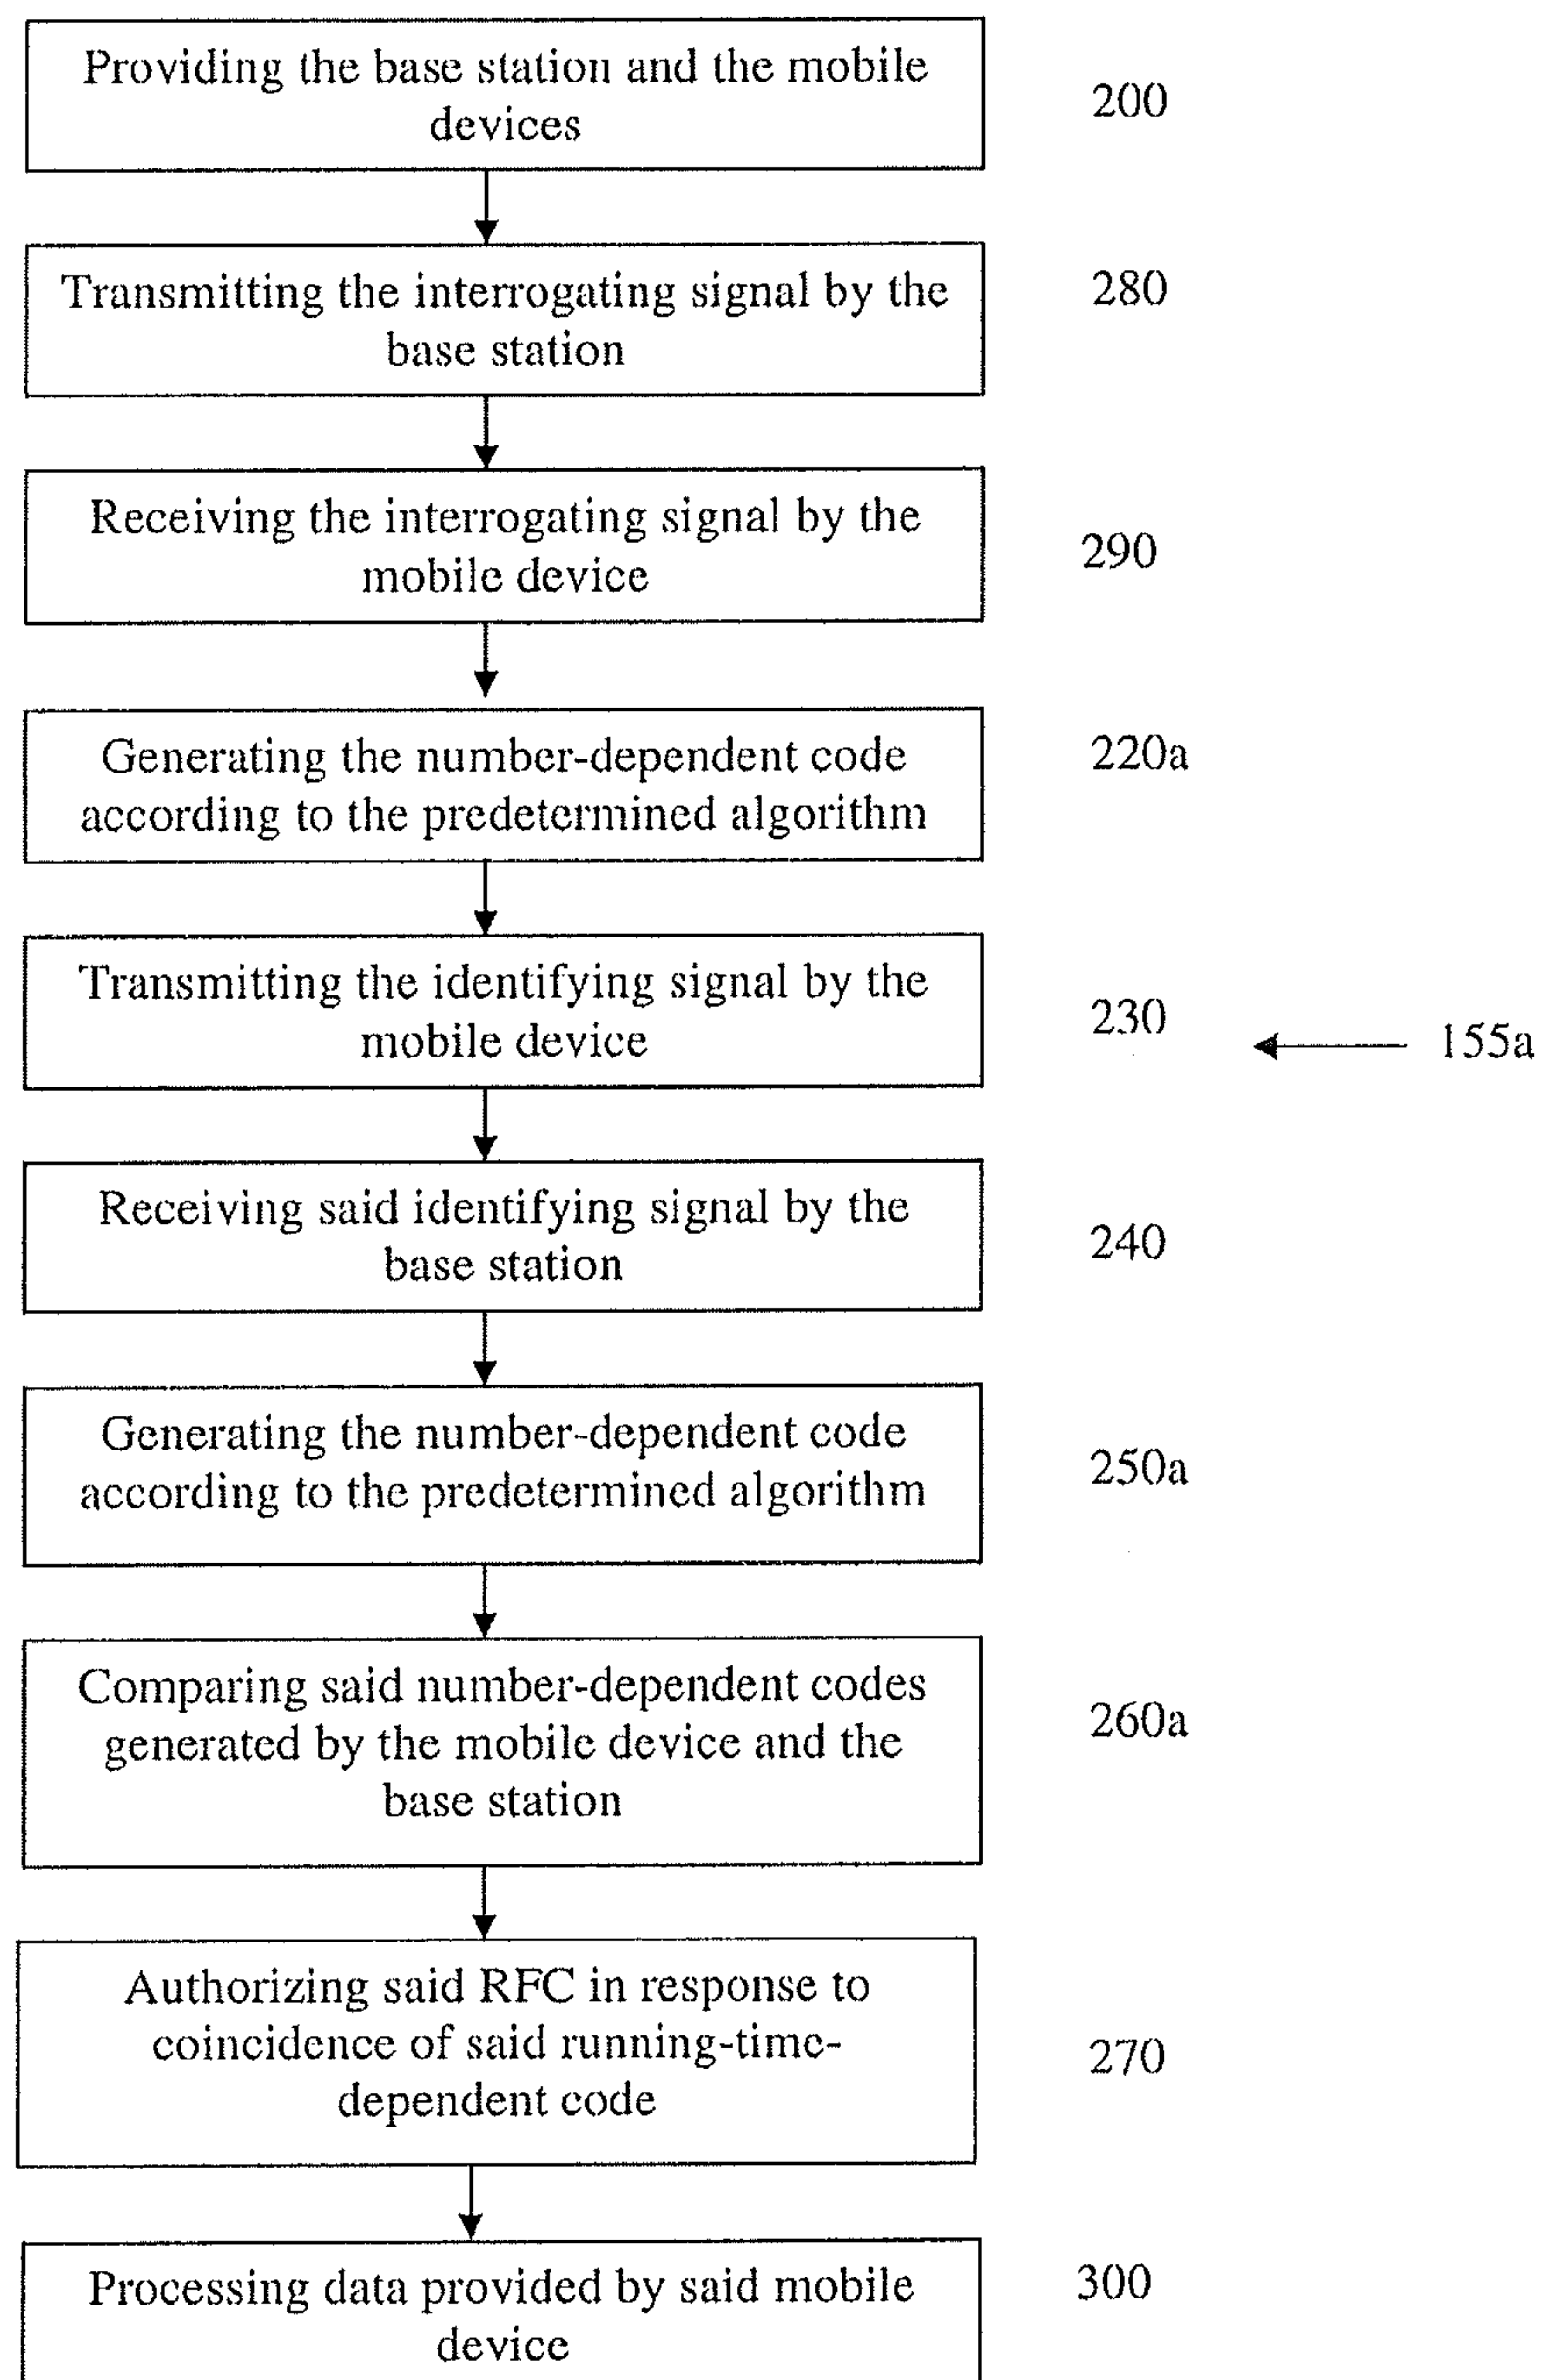 Providing the base station and the mobile
devices
200
Transmitting the interrogating signal by the
base station
280
Receiving the interrogating signal by the
mobile device
290
Generating the number-dependent code
according to the predetermined algorithm
220a
Transmitting the identifying signal by the
mobile device
230
155a
Receiving said identifying signal by the
base station
240
Generating the number-dependent code
according to the predetermined algorithm
250a
Comparing said number-dependent codes
generated by the mobile device and the
base station
260a
Authorizing said RFC in response to
coincidence of said running-time-
dependent code
270
Processing data provided by said mobile
device
300